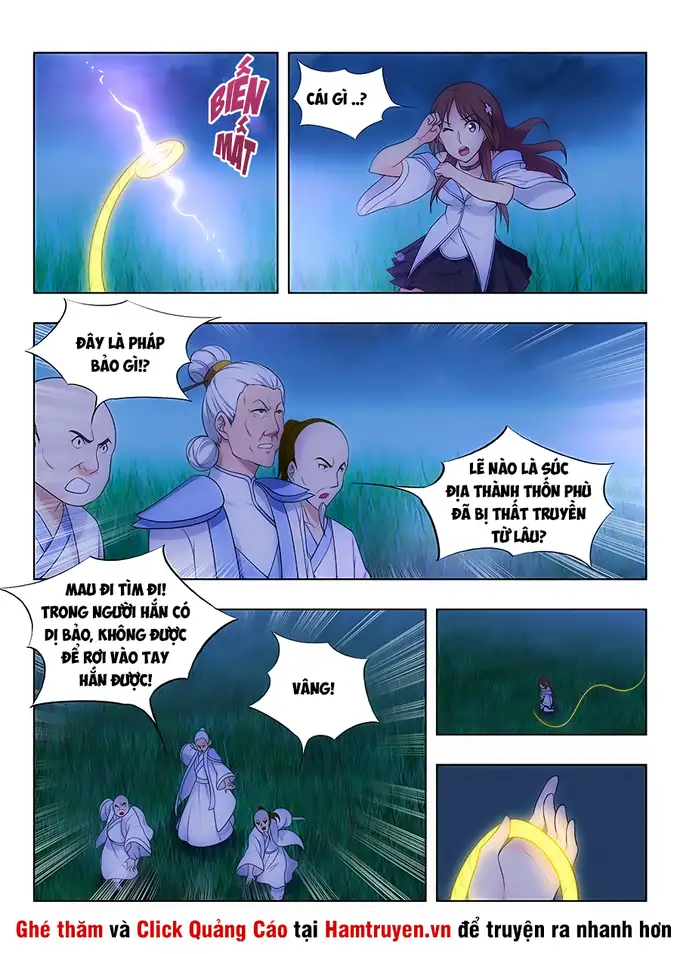 BIẾN
MẤT
CÁI GÌ ..?
ĐÂY LÀ PHÁP
BẢO GÌ!?
LẼ NÀO LÀ SÚC
ĐỊA THÀNH THỐN PHÙ
ĐÃ BỊ THẤT TRUYỀN
TỪ LÂU?
MAU ĐI TÌM ĐI!
TRONG NGƯỜI HẮN CÓ
DỊ BẢO, KHÔNG ĐƯỢC
ĐỂ RƠI VÀO TAY
HẮN ĐƯỢC!
VÂNG!
Ghé thăm và Click Quảng Cáo tại Hamtruyen.vn để truyện ra nhanh hơn